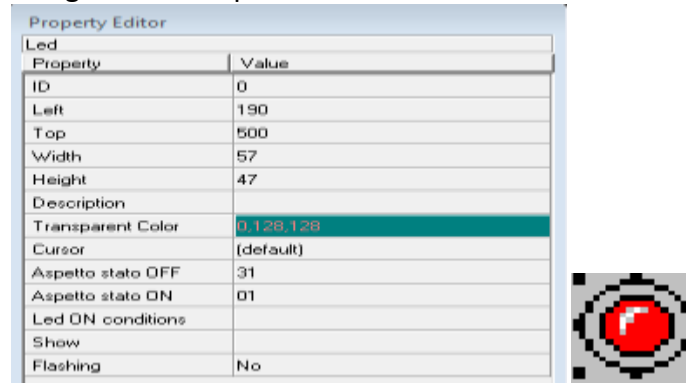 Property Editor
Led
Property Value
ID 0
Left 190
Top 500
Width 57
Height 47
Description
Transparent Color 0,128,128
Cursor (default)
Aspetto stato OFF 31
Aspetto stato ON 01
Led ON conditions
Show
Flashing No